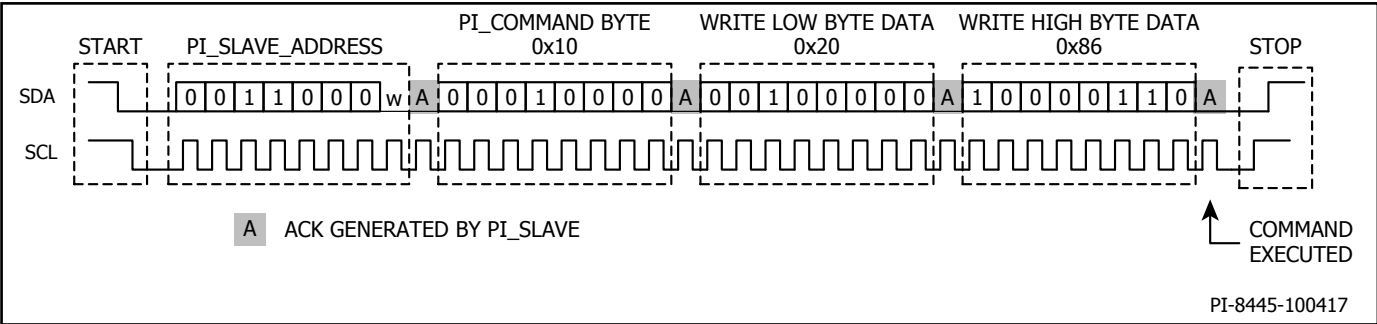 START PI_SLAVE_ADDRESS PI_COMMAND BYTE 0x10 WRITE LOW BYTE DATA 0x20 WRITE HIGH BYTE DATA 0x86 STOP
SDA 0 0 1 1 0 0 0 w A 0 0 0 1 0 0 0 0 A 0 0 1 0 0 0 0 0 A 1 0 0 0 0 1 1 0 A
SCL
A ACK GENERATED BY PI_SLAVE
COMMAND
EXECUTED
PI-8445-100417